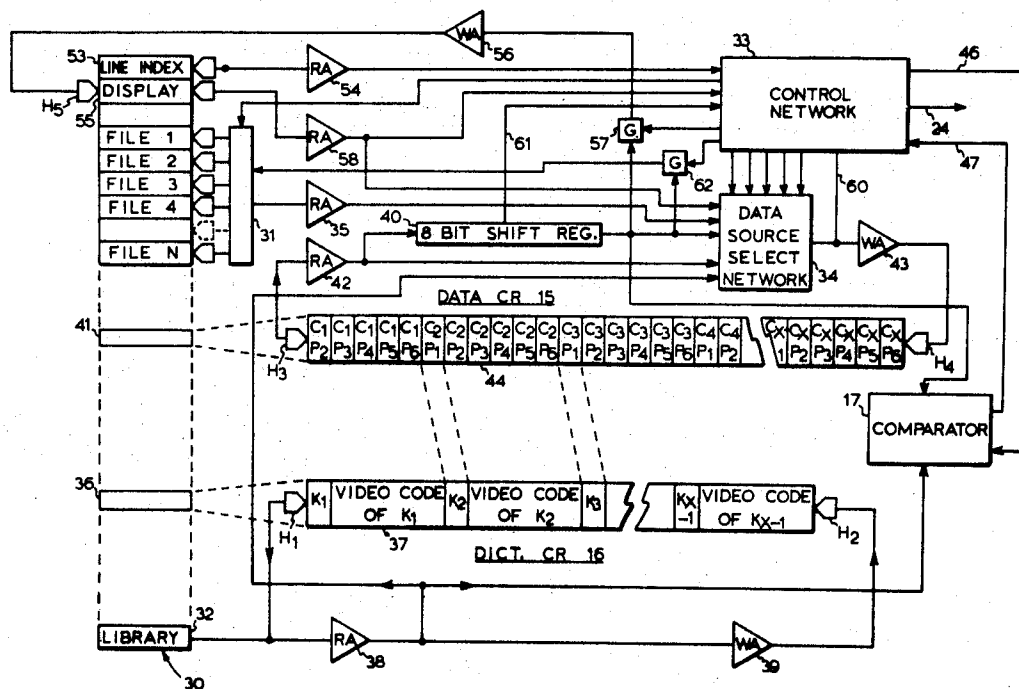 53
LINE INDEX
RA
54
WA
56
33
CONTROL
NETWORK
46
24
47
H5
DISPLAY
55
RA
58
61
57
G
G
62
60
FILE 1
FILE 2
FILE 3
FILE 4
FILE N
31
RA
35
40
8 BIT SHIFT REG.
RA
42
DATA
SOURCE
SELECT
NETWORK
34
WA
43
DATA CR 15
41
H3
C1 C1 C1 C1 C1 C2 C2 C2 C2 C2 C2 C3 C3 C3 C3 C3 C3 C4 C4 CX CX CX CX CX
P2 P3 P4 P5 P6 P1 P2 P3 P4 P5 P6 P1 P2 P3 P4 P5 P6 P1 P2 1 P2 P3 P4 P5 P6
44
H4
17
COMPARATOR
36
H1
K1
VIDEO CODE
OF K1
K2
VIDEO CODE
OF K2
K3
KX
-1
VIDEO CODE
OF KX-1
H2
37
DICT. CR 16
LIBRARY
32
30
RA
38
WA
39